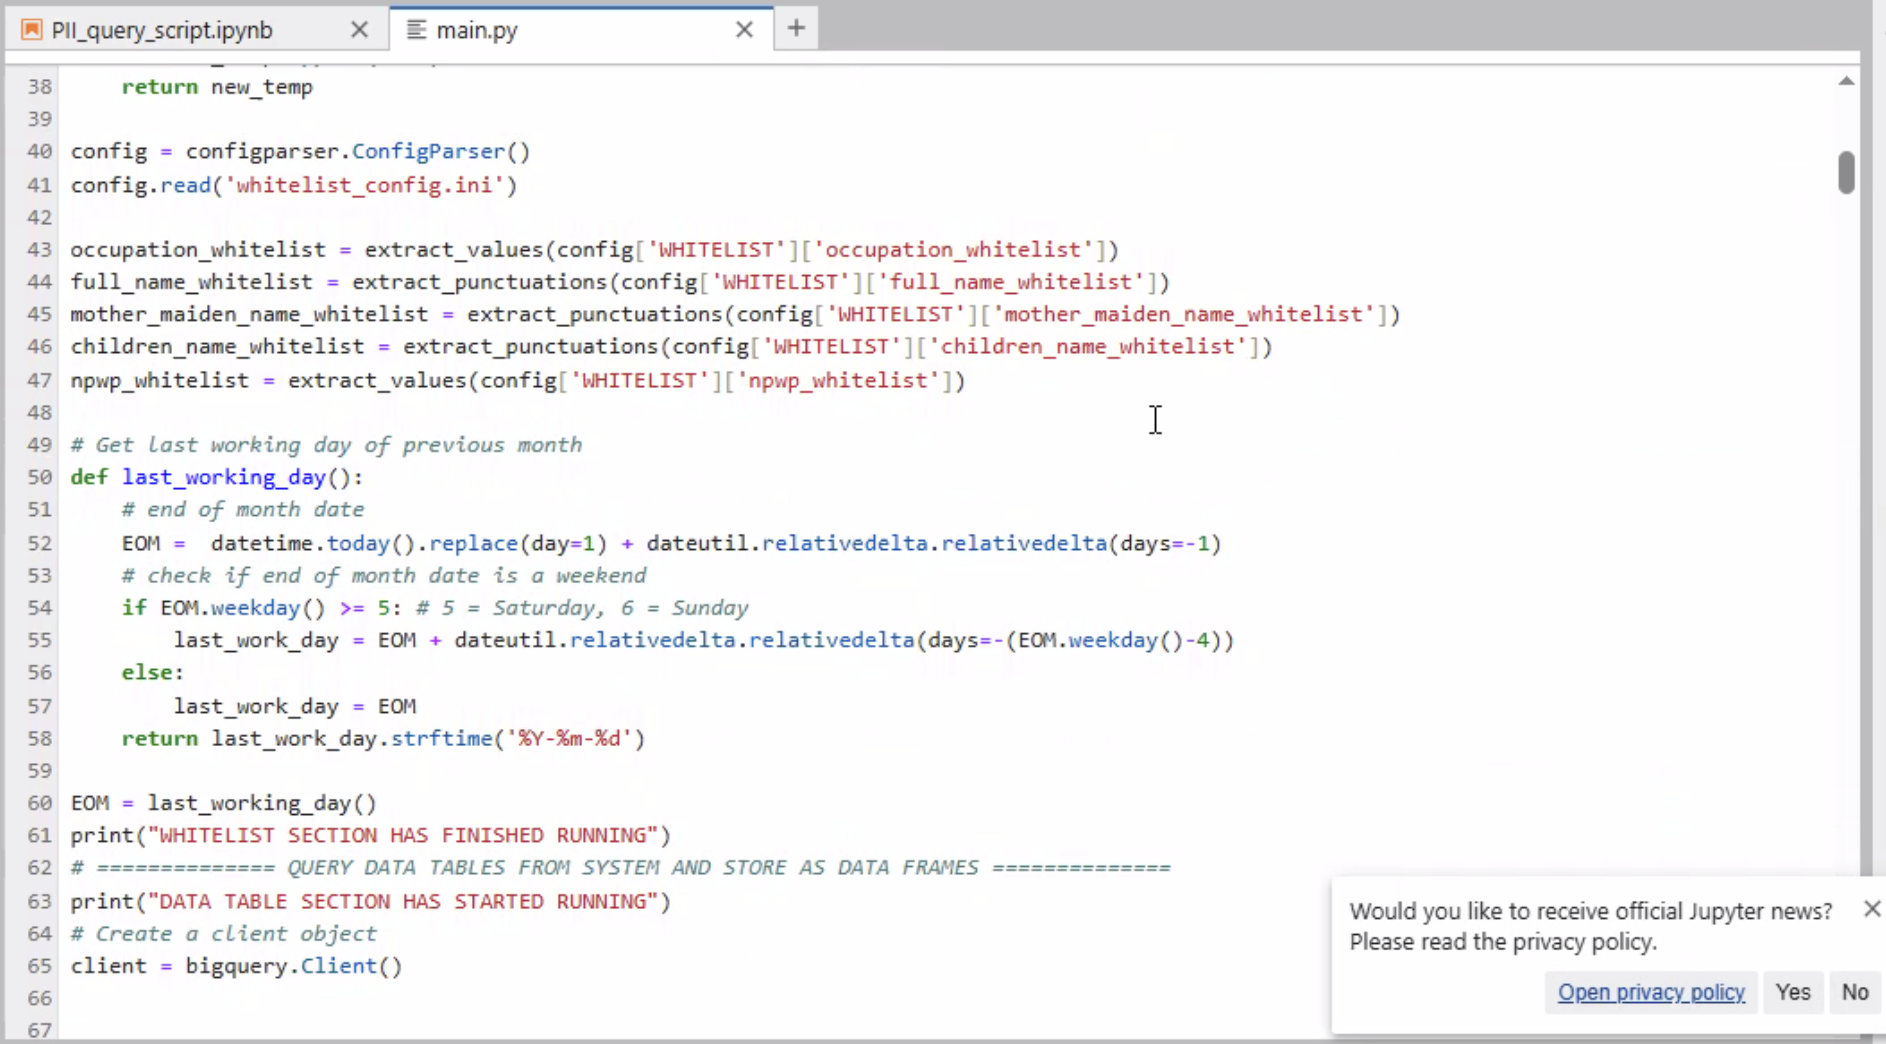 PII_query_script.ipynb
main.py
38     return new_temp
39
40 config = configparser.ConfigParser()
41 config.read('whitelist_config.ini')
42
43 occupation_whitelist = extract_values(config['WHITELIST']['occupation_whitelist'])
44 full_name_whitelist = extract_punctuations(config['WHITELIST']['full_name_whitelist'])
45 mother_maiden_name_whitelist = extract_punctuations(config['WHITELIST']['mother_maiden_name_whitelist'])
46 children_name_whitelist = extract_punctuations(config['WHITELIST']['children_name_whitelist'])
47 npwp_whitelist = extract_values(config['WHITELIST']['npwp_whitelist'])
48
49 # Get last working day of previous month
50 def last_working_day():
51     # end of month date
52     EOM =  datetime.today().replace(day=1) + dateutil.relativedelta.relativedelta(days=-1)
53     # check if end of month date is a weekend
54     if EOM.weekday() >= 5: # 5 = Saturday, 6 = Sunday
55         last_work_day = EOM + dateutil.relativedelta.relativedelta(days=-(EOM.weekday()-4))
56     else:
57         last_work_day = EOM
58     return last_work_day.strftime('%Y-%m-%d')
59
60 EOM = last_working_day()
61 print("WHITELIST SECTION HAS FINISHED RUNNING")
62 # ============== QUERY DATA TABLES FROM SYSTEM AND STORE AS DATA FRAMES ==============
63 print("DATA TABLE SECTION HAS STARTED RUNNING")
64 # Create a client object
65 client = bigquery.Client()
66
67
Would you like to receive official Jupyter news?
Please read the privacy policy.
Open privacy policy Yes No